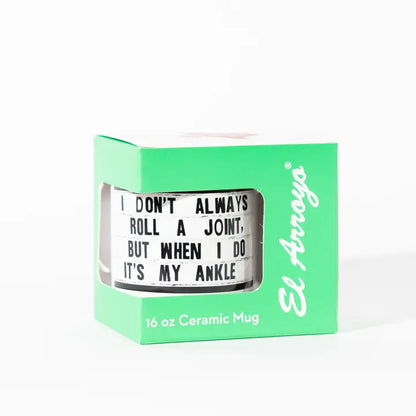 I DON'T ALWAYS
ROLL A JOINT,
BUT WHEN I DO
IT'S MY ANKLE
16 oz Ceramic Mug
El Arroyo®